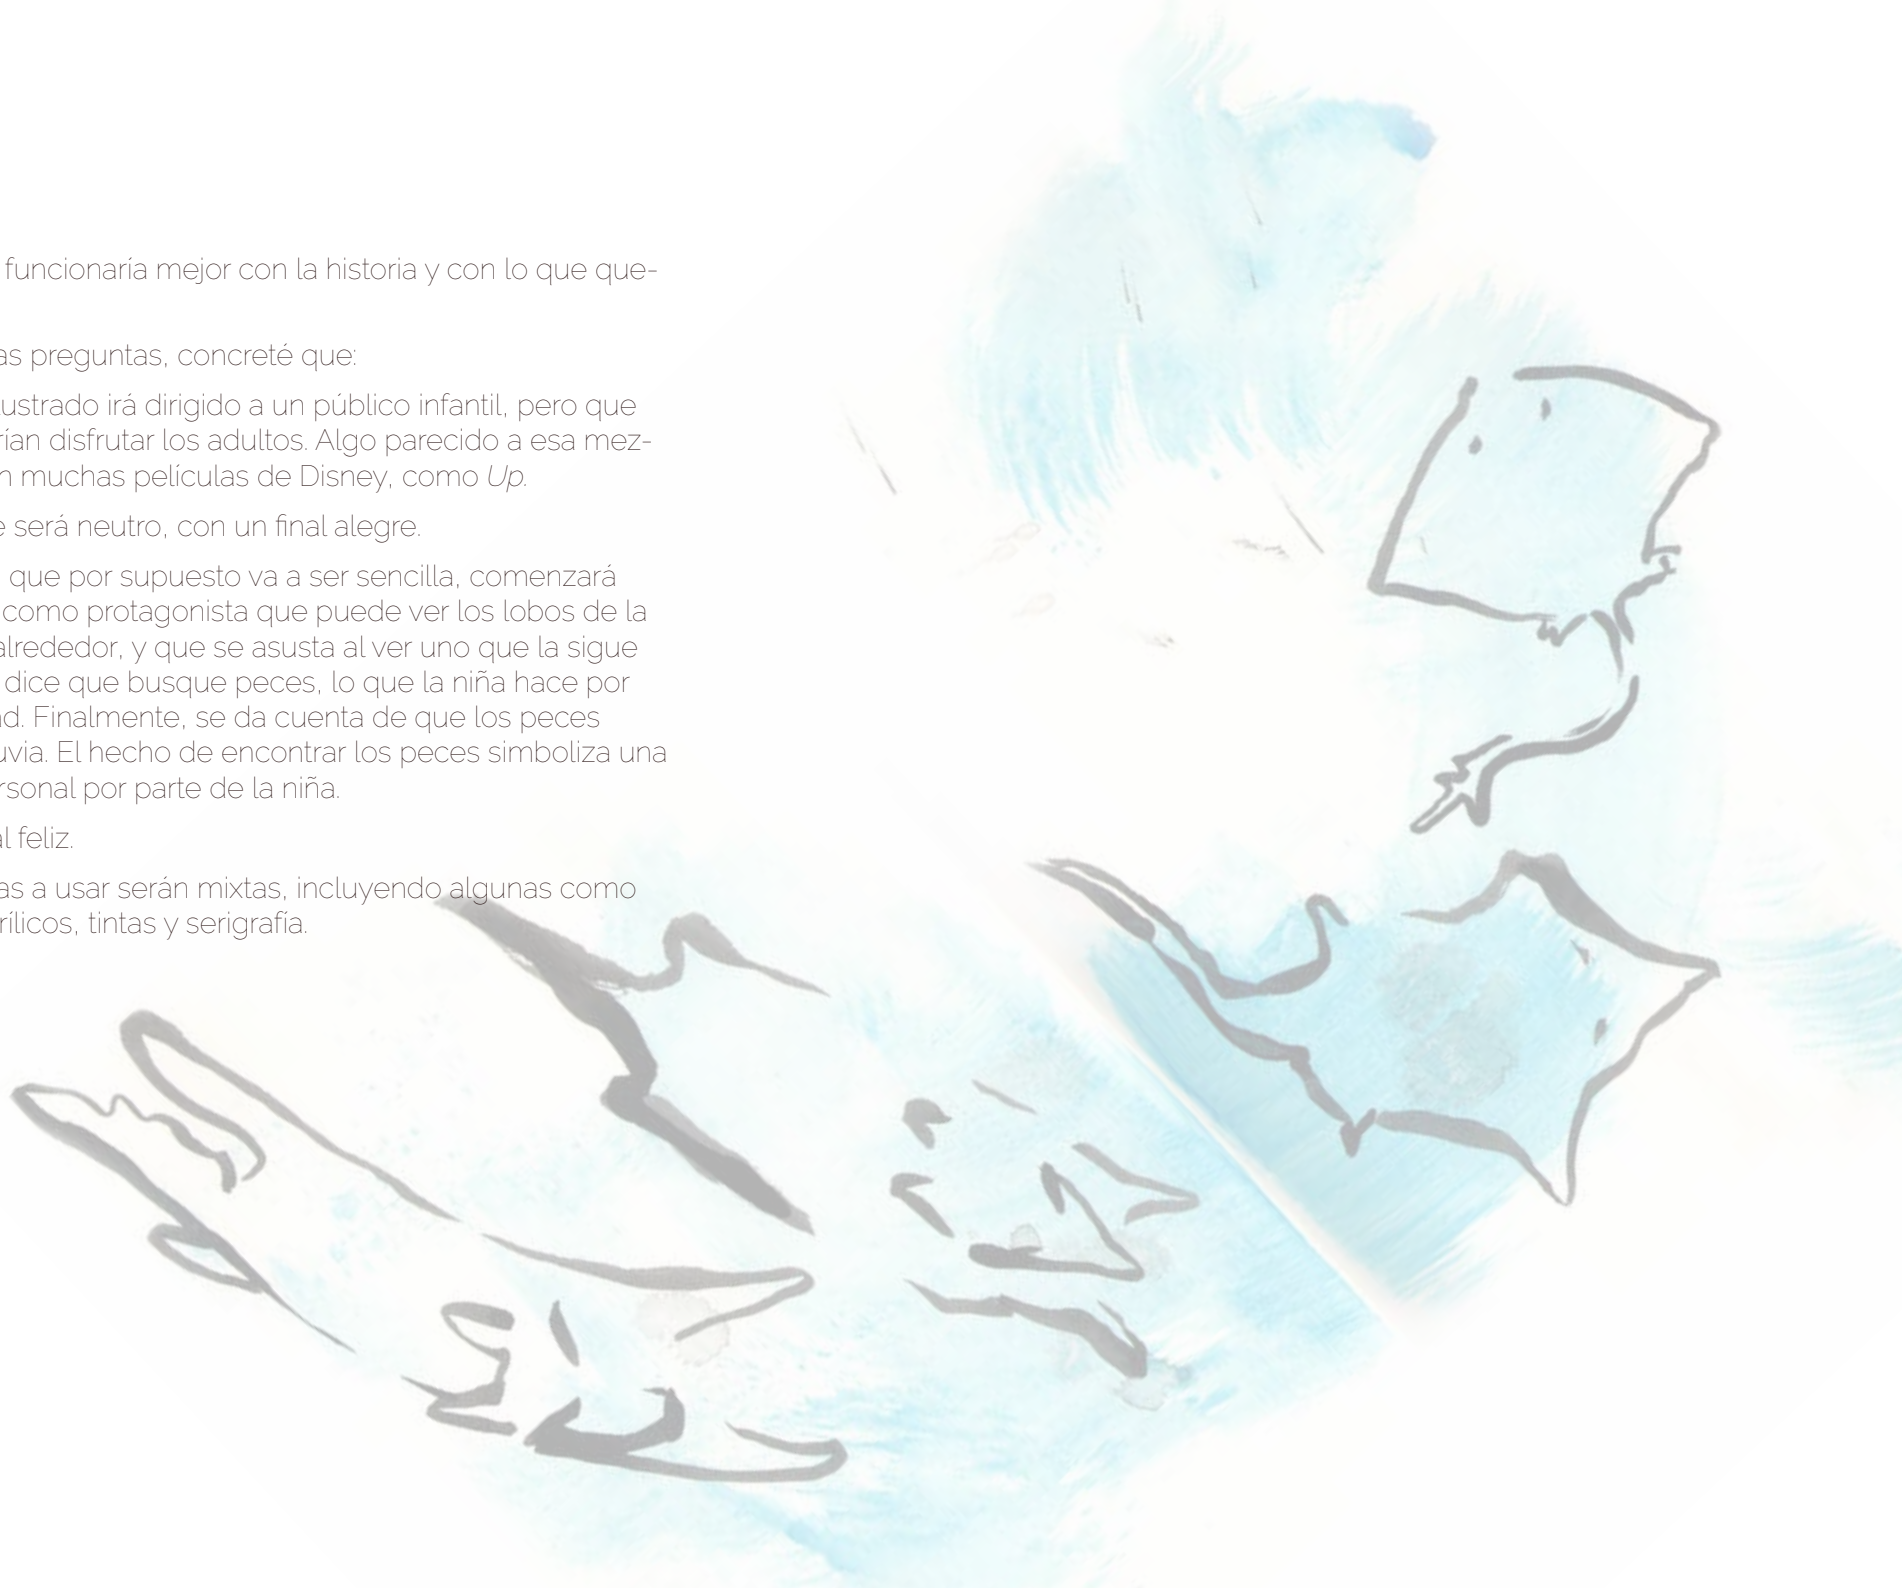 funcionaría mejor con la historia y con lo que que-
as preguntas, concreté que:
lustrado irá dirigido a un público infantil, pero que
rían disfrutar los adultos. Algo parecido a esa mez-
n muchas películas de Disney, como Up.
e será neutro, con un final alegre.
que por supuesto va a ser sencilla, comenzará
como protagonista que puede ver los lobos de la
alrededor, y que se asusta al ver uno que la sigue
dice que busque peces, lo que la niña hace por
ad. Finalmente, se da cuenta de que los peces
uvia. El hecho de encontrar los peces simboliza una
rsonal por parte de la niña.
al feliz.
as a usar serán mixtas, incluyendo algunas como
rílicos, tintas y serigrafía.